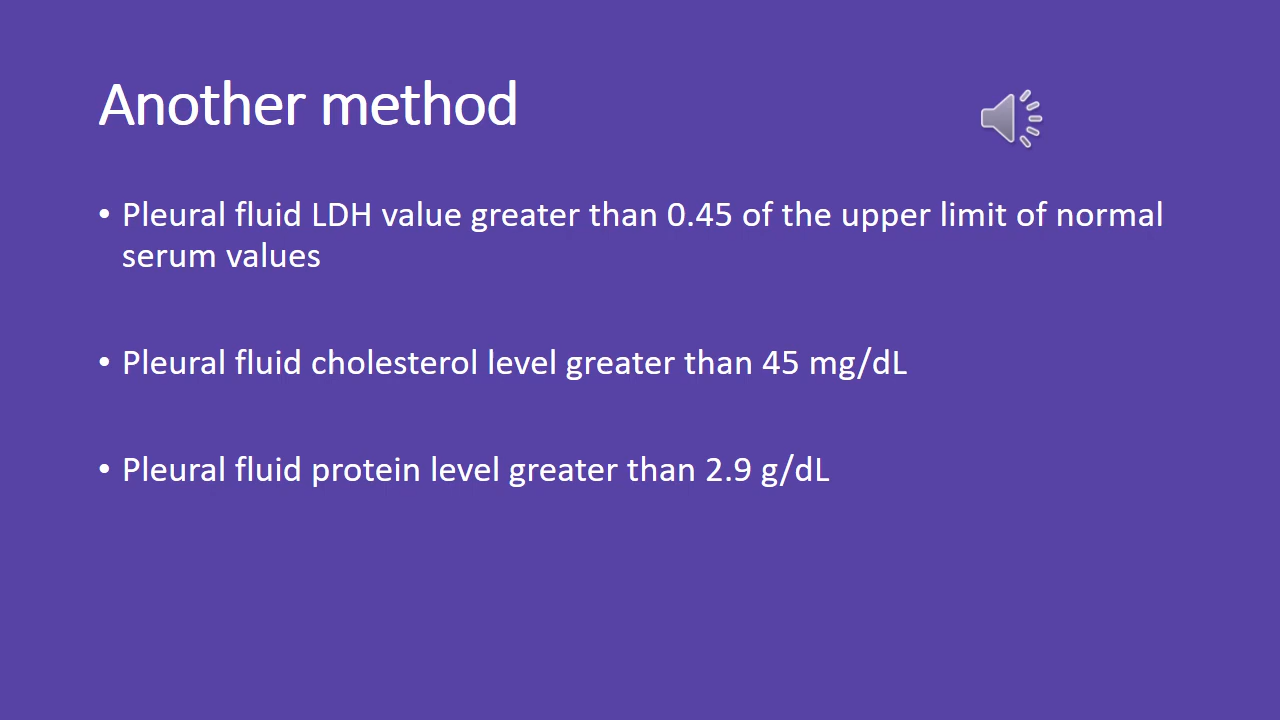 Another method
• Pleural fluid LDH value greater than 0.45 of the upper limit of normal
serum values
• Pleural fluid cholesterol level greater than 45 mg/dL
• Pleural fluid protein level greater than 2.9 g/dL